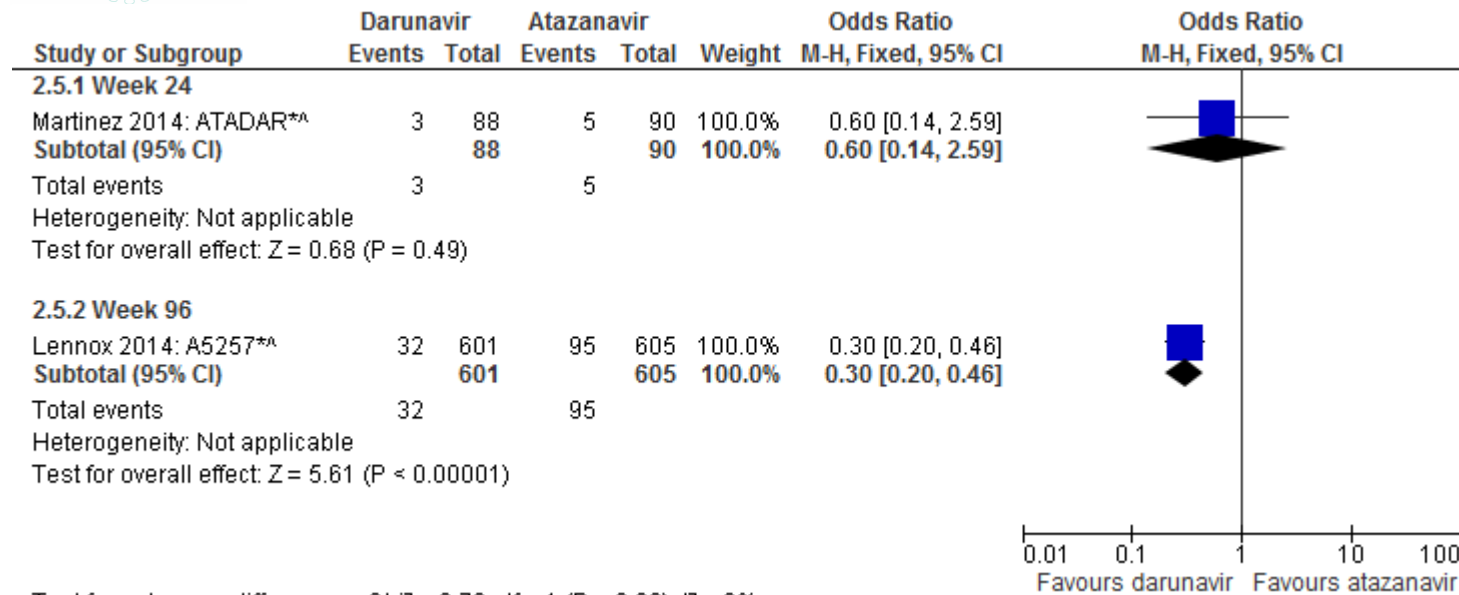 Darunavir Atazanavir Odds Ratio Odds Ratio
Study or Subgroup Events Total Events Total Weight M-H, Fixed, 95% CI M-H, Fixed, 95% CI
2.5.1 Week 24
Martinez 2014: ATADAR*^ 3 88 5 90 100.0% 0.60 [0.14, 2.59]
Subtotal (95% CI) 88 90 100.0% 0.60 [0.14, 2.59]
Total events 3 5
Heterogeneity: Not applicable
Test for overall effect: Z = 0.68 (P = 0.49)
2.5.2 Week 96
Lennox 2014: A5257*^ 32 601 95 605 100.0% 0.30 [0.20, 0.46]
Subtotal (95% CI) 601 605 100.0% 0.30 [0.20, 0.46]
Total events 32 95
Heterogeneity: Not applicable
Test for overall effect: Z = 5.61 (P < 0.00001)
0.01 0.1 1 10 100
Favours darunavir Favours atazanavir